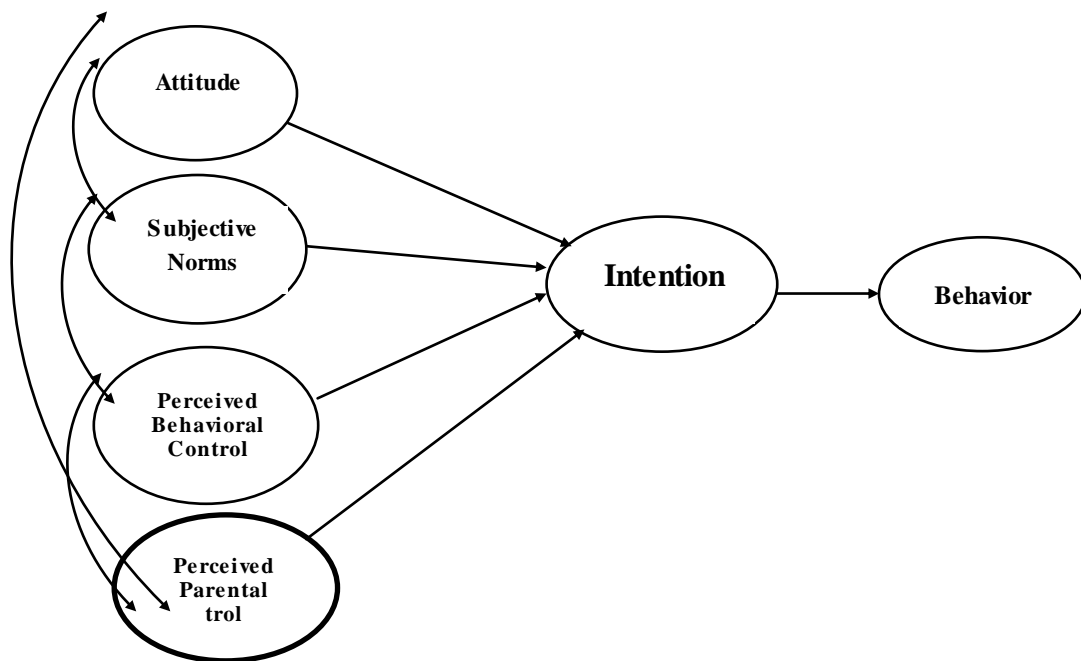 Attitude
Subjective
Norms
Intention
Behavior
Perceived
Behavioral
Control
Perceived
Parental
trol